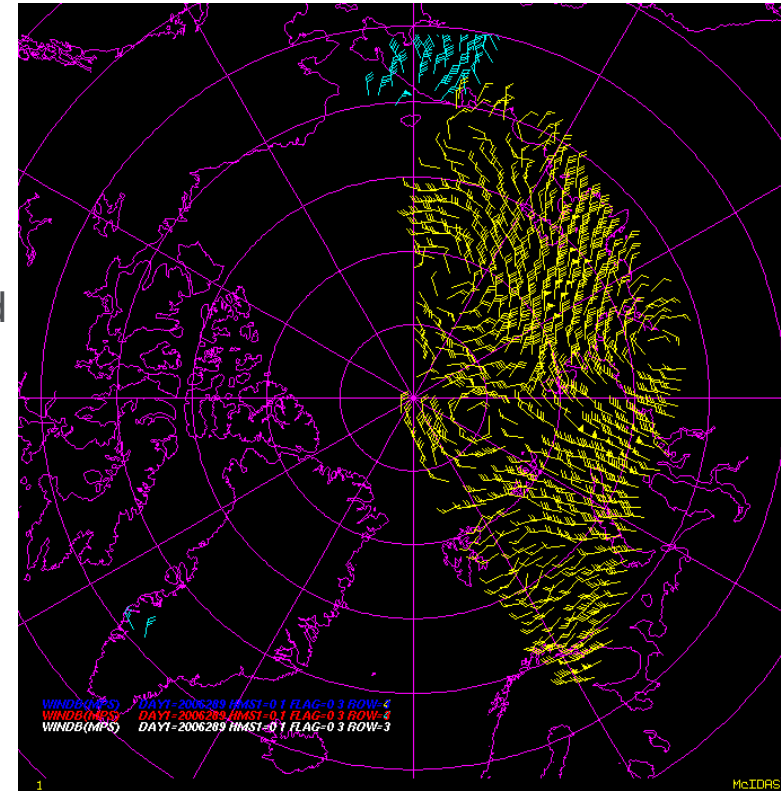 d
WINDB(MPS) DAY1=2006289 HMS1=0 1 FLAG=0 3 ROW=4
WINDB(MPS) DAY1=2006289 HMS1=0 1 FLAG=0 3 ROW=4
WINDB(MPS) DAY1=2006289 HMS1=0 1 FLAG=0 3 ROW=3
1 McIDAS